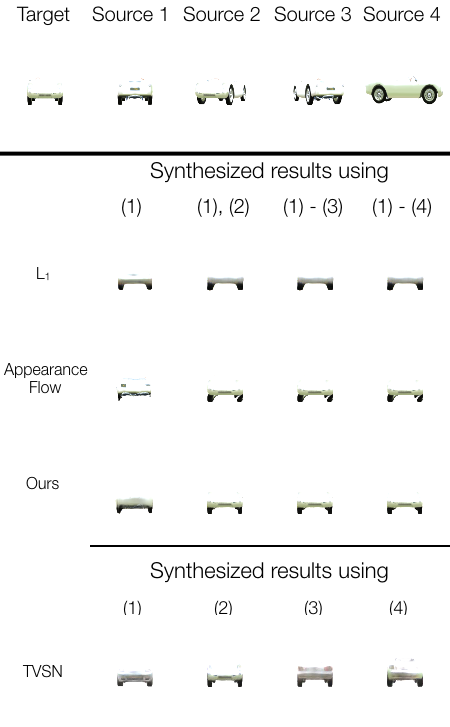 Target Source 1 Source 2 Source 3 Source 4
Synthesized results using
(1) (1), (2) (1) - (3) (1) - (4)
L₁
Appearance
Flow
Ours
Synthesized results using
(1) (2) (3) (4)
TVSN